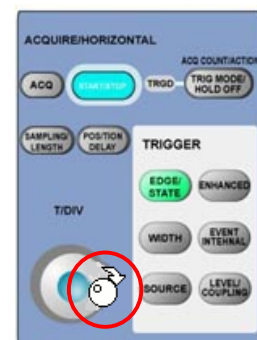 ACQUIRE/HORIZONTAL
ACQ COUNT/ACTION
ACQ
START/STOP
TRGD
TRIG MODE/
HOLD OFF
SAMPLING/
LENGTH
POSITION
DELAY
TRIGGER
EDGE/
STATE
ENHANCED
T/DIV
WIDTH
EVENT
INTERNAL
SOURCE
LEVEL/
COUPLING